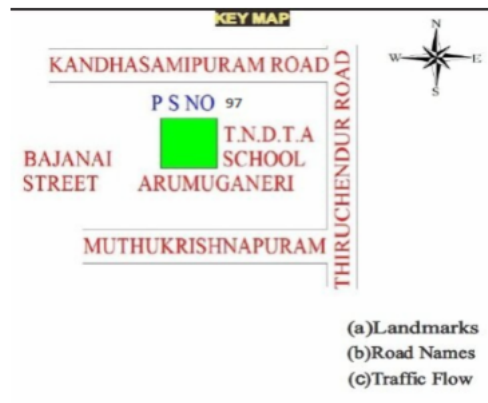 KEY MAP
N
W
E
S
KANDHASAMIPURAM ROAD
THIRUCHENDUR ROAD
P S NO 97
T.N.D.T.A
SCHOOL
BAJANAI
STREET
ARUMUGANERI
MUTHUKRISHNAPURAM
(a)Landmarks
(b)Road Names
(c)Traffic Flow